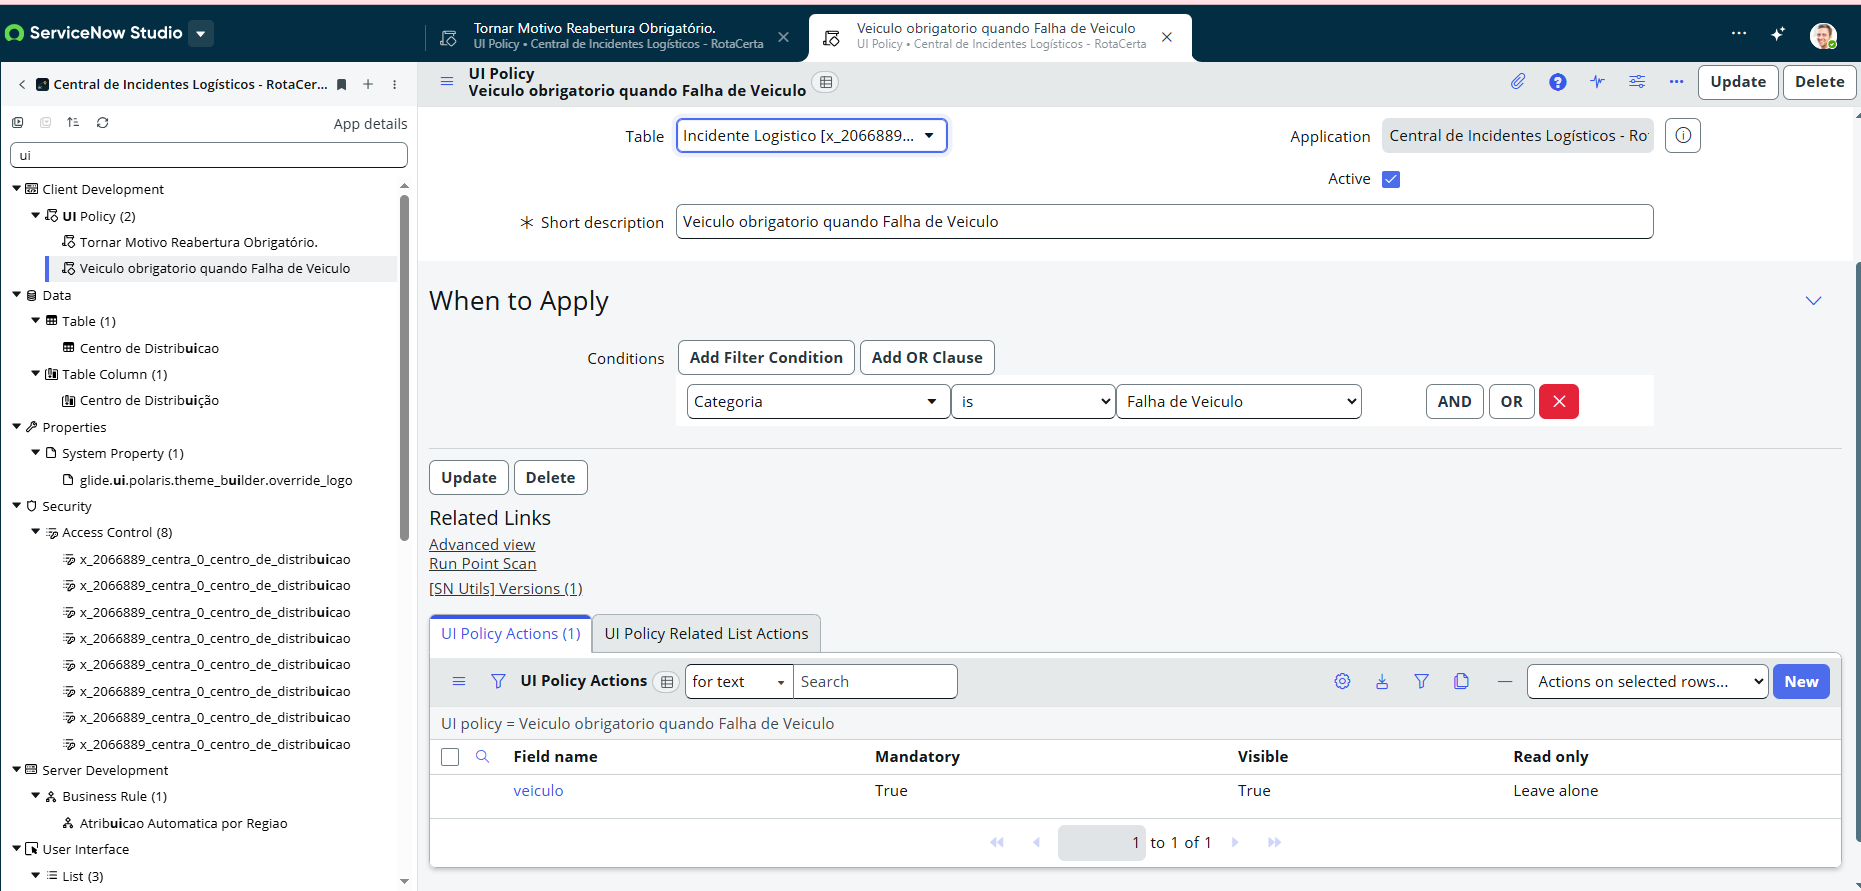 ServiceNow Studio
Tornar Motivo Reabertura Obrigatório.
UI Policy • Central de Incidentes Logísticos - RotaCerta
Veiculo obrigatorio quando Falha de Veiculo
UI Policy • Central de Incidentes Logísticos - RotaCerta
Central de Incidentes Logísticos - RotaCer...
App details
ui
Client Development
UI Policy (2)
Tornar Motivo Reabertura Obrigatório.
Veiculo obrigatorio quando Falha de Veiculo
Data
Table (1)
Centro de Distribuicao
Table Column (1)
Centro de Distribuição
Properties
System Property (1)
glide.ui.polaris.theme_builder.override_logo
Security
Access Control (8)
x_2066889_centra_0_centro_de_distribuicao
x_2066889_centra_0_centro_de_distribuicao
x_2066889_centra_0_centro_de_distribuicao
x_2066889_centra_0_centro_de_distribuicao
x_2066889_centra_0_centro_de_distribuicao
x_2066889_centra_0_centro_de_distribuicao
x_2066889_centra_0_centro_de_distribuicao
x_2066889_centra_0_centro_de_distribuicao
Server Development
Business Rule (1)
Atribuicao Automatica por Regiao
User Interface
List (3)
UI Policy
Veiculo obrigatorio quando Falha de Veiculo
Update Delete
Table Incidente Logistico [x_2066889...
Application Central de Incidentes Logísticos - Ro
Active
Short description Veiculo obrigatorio quando Falha de Veiculo
When to Apply
Conditions Add Filter Condition Add OR Clause
Categoria is Falha de Veiculo AND OR
Update Delete
Related Links
Advanced view
Run Point Scan
[SN Utils] Versions (1)
UI Policy Actions (1) UI Policy Related List Actions
UI Policy Actions for text Search Actions on selected rows... New
UI policy = Veiculo obrigatorio quando Falha de Veiculo
Field name Mandatory Visible Read only
veiculo True True Leave alone
1 to 1 of 1